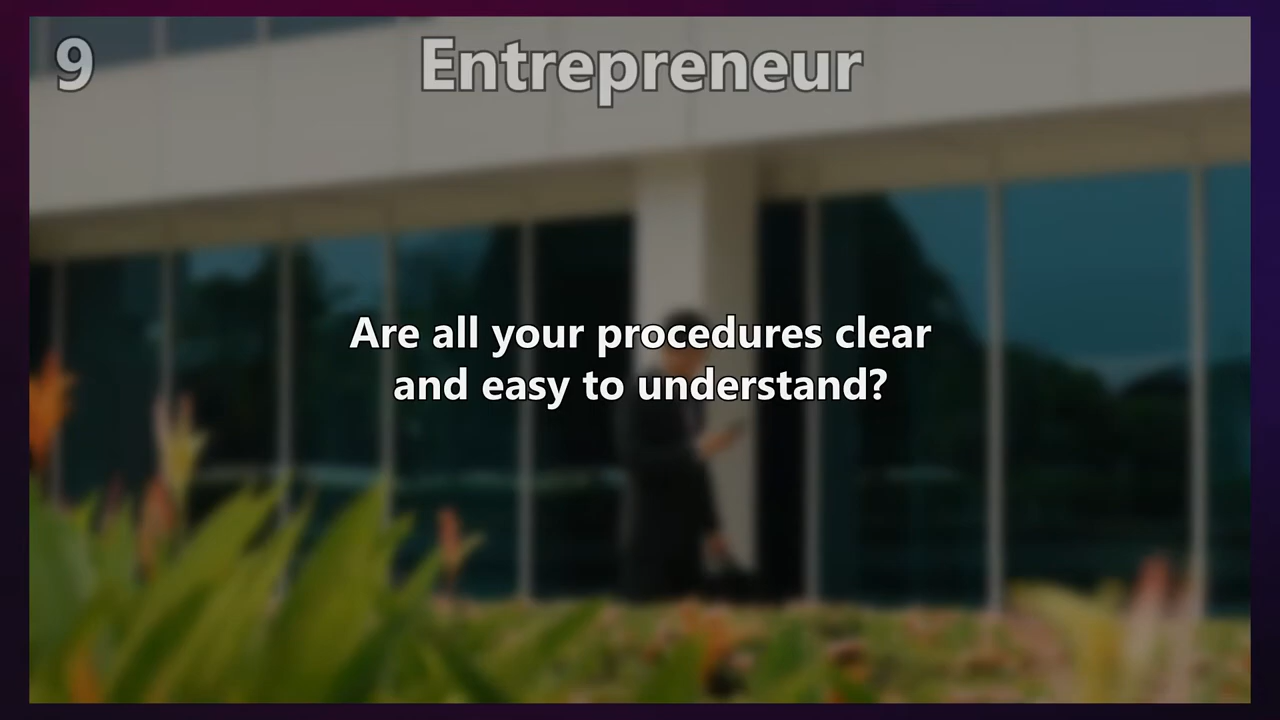 9
Entrepreneur
Are all your procedures clear
and easy to understand?